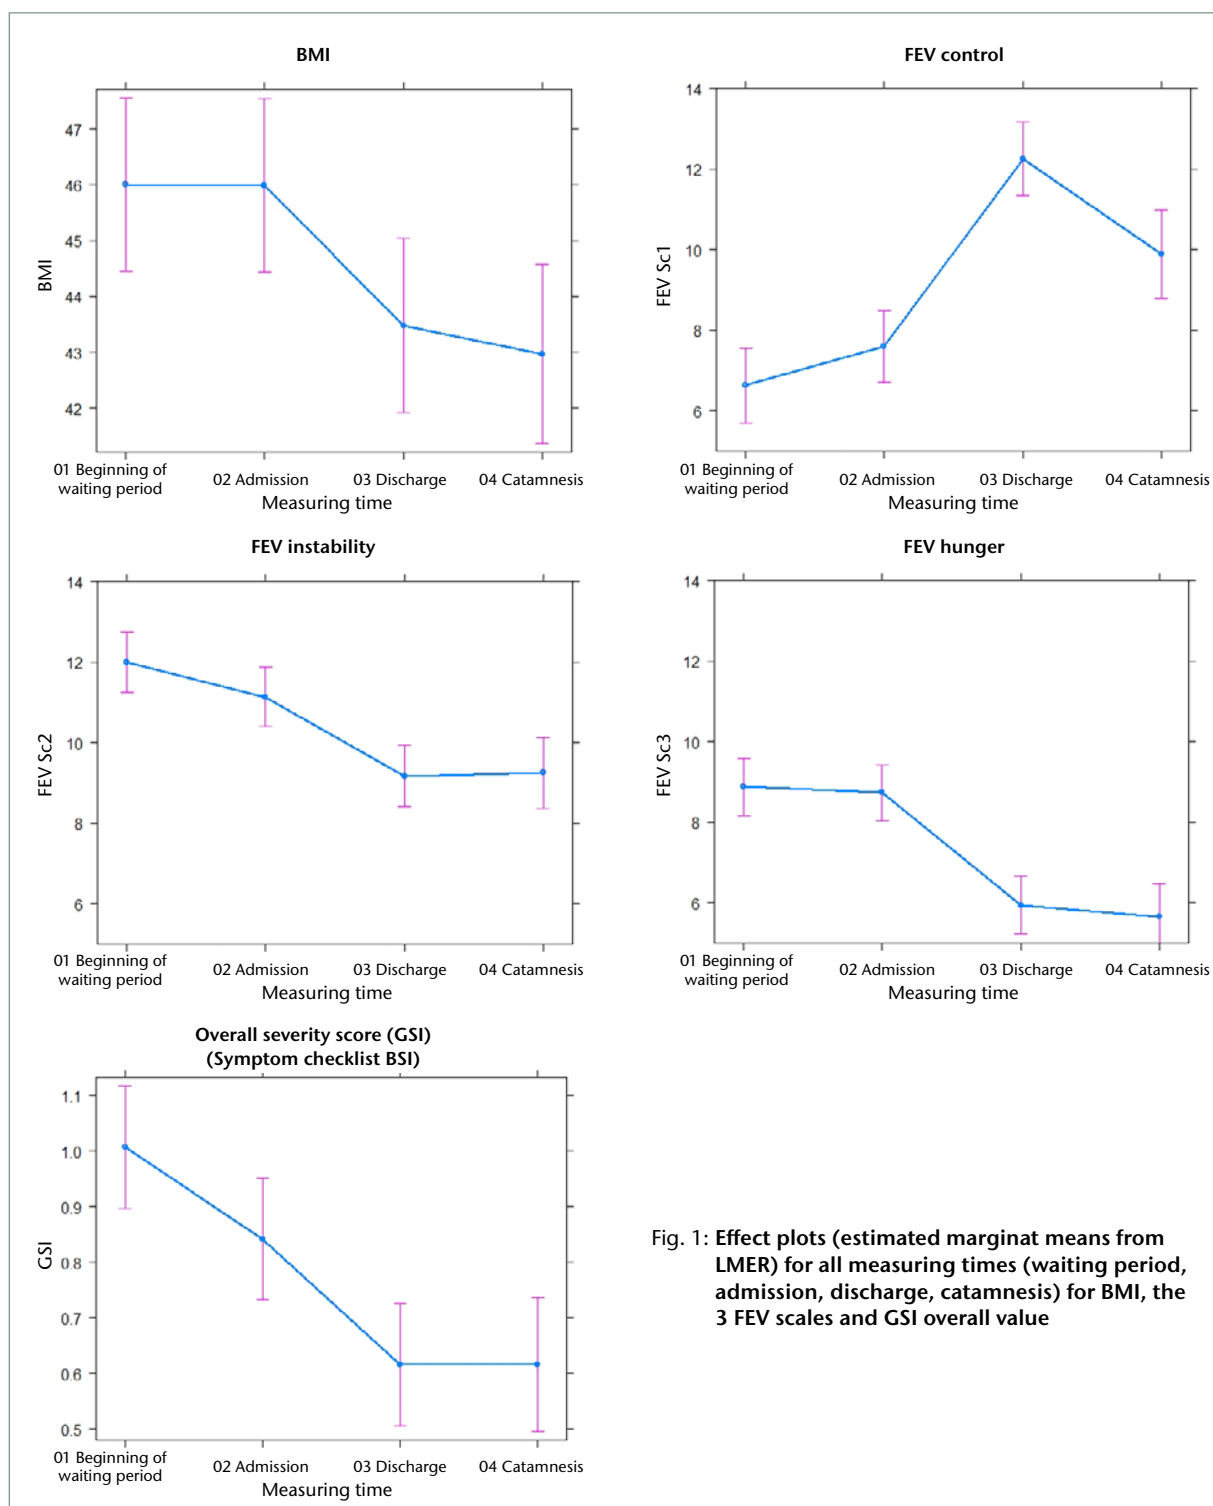 BMI
47
46
45
44
43
42
BMI
01 Beginning of
waiting period
02 Admission
03 Discharge
04 Catamnesis
Measuring time
FEV control
14
12
10
8
6
FEV Sc1
01 Beginning of
waiting period
02 Admission
03 Discharge
04 Catamnesis
Measuring time
FEV instability
14
12
10
8
6
FEV Sc2
01 Beginning of
waiting period
02 Admission
03 Discharge
04 Catamnesis
Measuring time
FEV hunger
14
12
10
8
6
FEV Sc3
01 Beginning of
waiting period
02 Admission
03 Discharge
04 Catamnesis
Measuring time
Overall severity score (GSI)
(Symptom checklist BSI)
1.1
1.0
0.9
0.8
0.7
0.6
0.5
GSI
01 Beginning of
waiting period
02 Admission
03 Discharge
04 Catamnesis
Measuring time
Fig. 1: Effect plots (estimated marginat means from
LMER) for all measuring times (waiting period,
admission, discharge, catamnesis) for BMI, the
3 FEV scales and GSI overall value